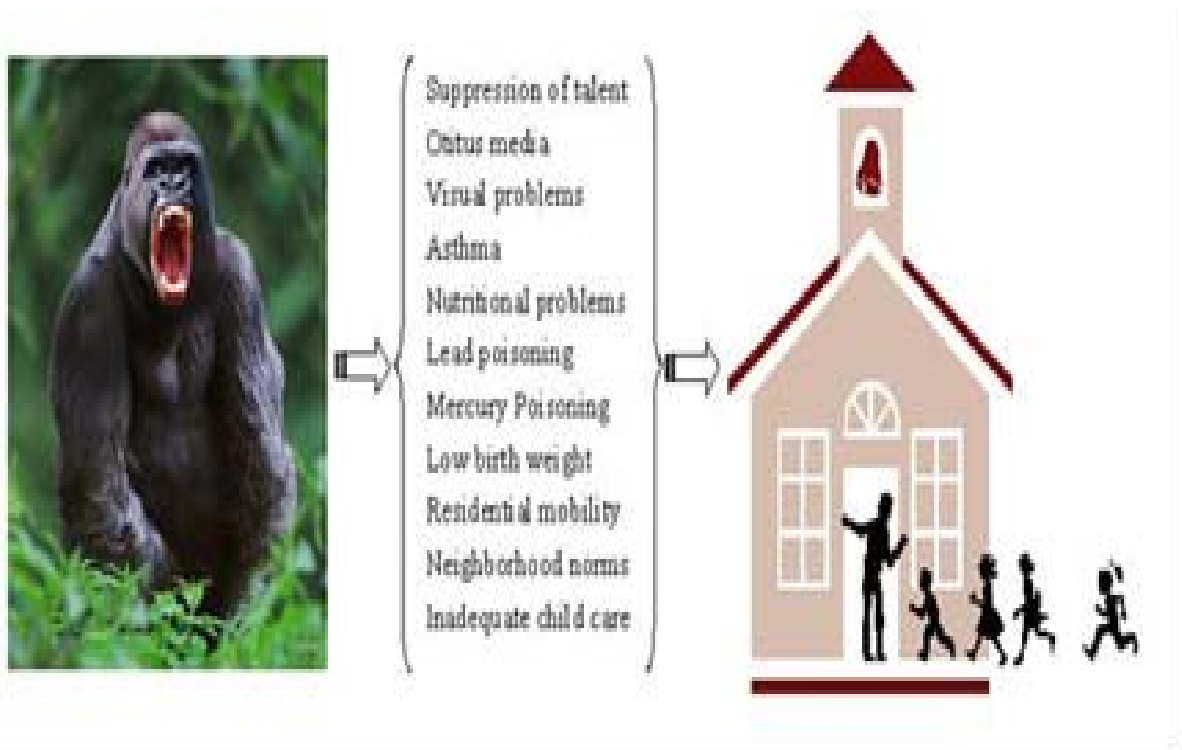 Suppression of talent
Otitus media
Visual problems
Asthma
Nutritional problems
Lead poisoning
Mercury Poisoning
Low birth weight
Residential mobility
Neighborhood norms
Inadequate child care